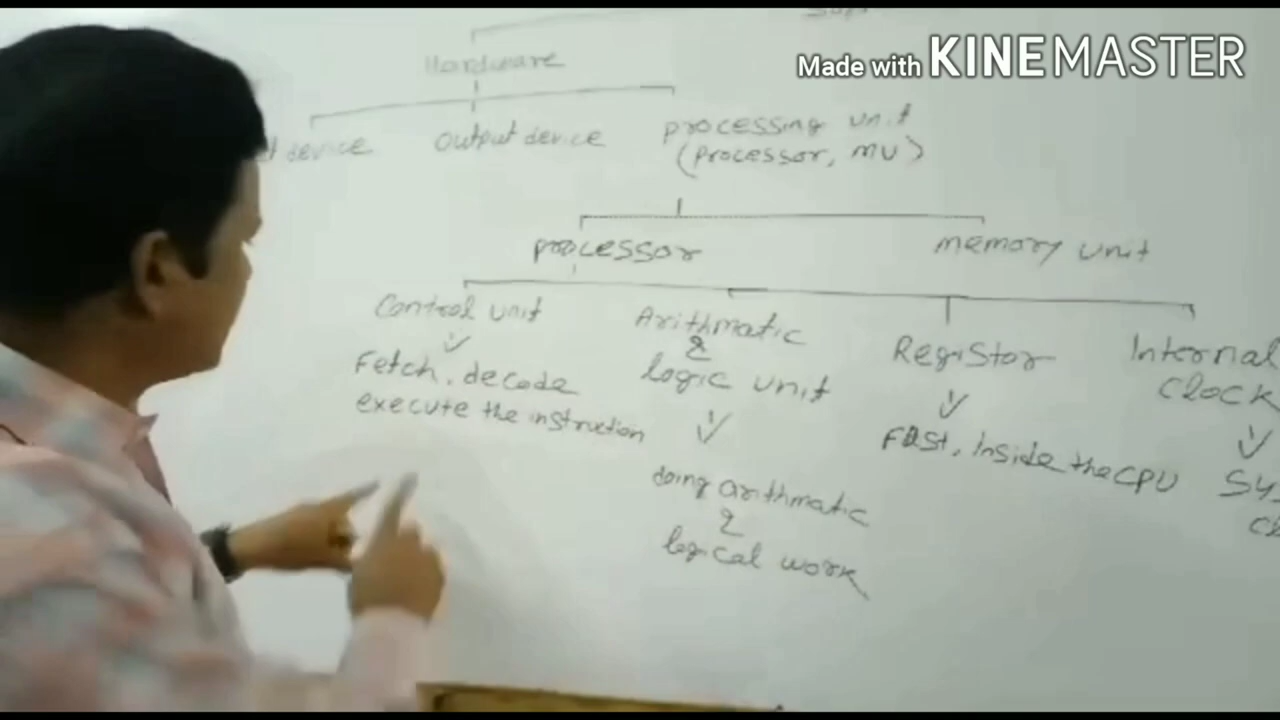 Made with KINEMASTER
Hardware
device
output device
processing unit
(processor, MU)
processor
memory unit
Control unit
Arithmatic
&
logic unit
Registor
Internal
clock
Fetch, decode
execute the instruction
Fast, Inside the CPU
doing arithmatic
&
logical work